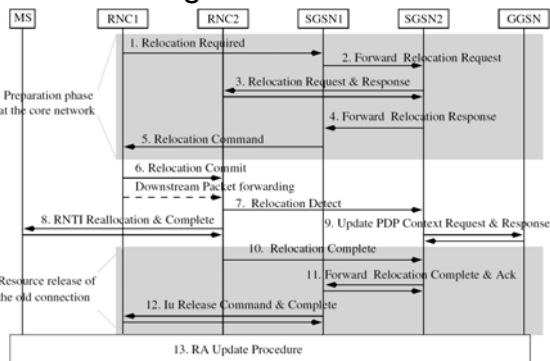 MS RNC1 RNC2 SGSN1 SGSN2 GGSN
1. Relocation Required
2. Forward Relocation Request
3. Relocation Request & Response
Preparation phase
at the core network
4. Forward Relocation Response
5. Relocation Command
6. Relocation Commit
Downstream Packet forwarding
7. Relocation Detect
8. RNTI Reallocation & Complete
9. Update PDP Context Request & Response
10. Relocation Complete
11. Forward Relocation Complete & Ack
Resource release of
the old connection
12. Iu Release Command & Complete
13. RA Update Procedure